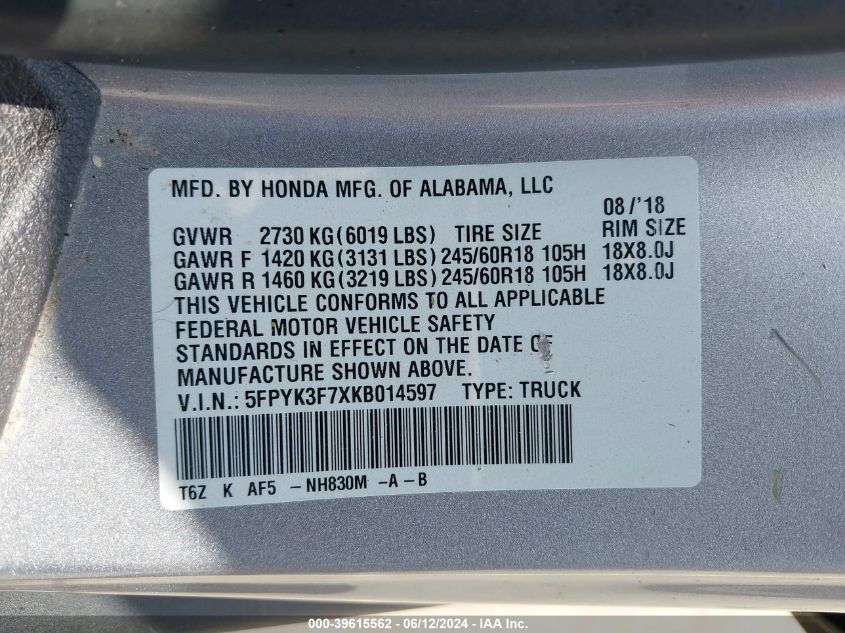 MFD. BY HONDA MFG. OF ALABAMA, LLC
08/'18
GVWR 2730 KG(6019 LBS) TIRE SIZE RIM SIZE
GAWR F 1420 KG(3131 LBS) 245/60R18 105H 18X8.0J
GAWR R 1460 KG(3219 LBS) 245/60R18 105H 18X8.0J
THIS VEHICLE CONFORMS TO ALL APPLICABLE
FEDERAL MOTOR VEHICLE SAFETY
STANDARDS IN EFFECT ON THE DATE OF
MANUFACTURE SHOWN ABOVE.
V.I.N.: 5FPYK3F7XKB014597 TYPE: TRUCK
T6Z K AF5 -NH830M -A-B
000-39615562 - 06/12/2024 - IAA Inc.